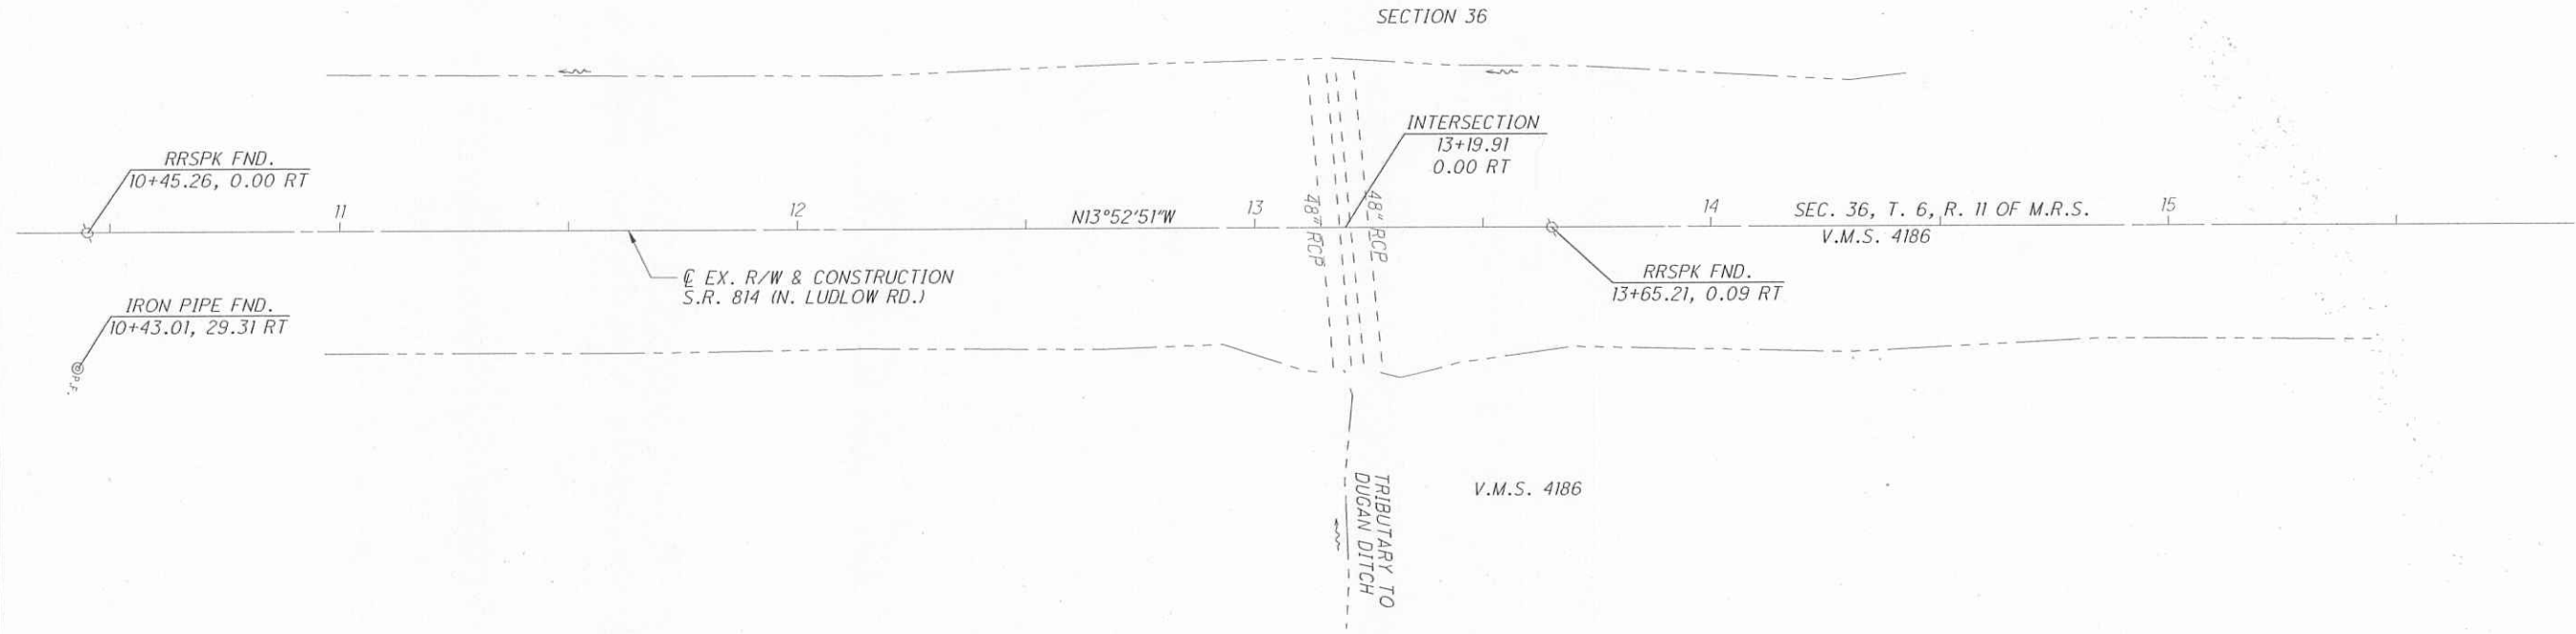 SECTION 36
INTERSECTION
13+19.91
0.00 RT
RRSPK FND.
10+45.26, 0.00 RT
11
12
N13°52'51"W
13
48" RCP
48" RCP
14
SEC. 36, T. 6, R. 11 OF M.R.S.
15
V.M.S. 4186
℄ EX. R/W & CONSTRUCTION
S.R. 814 (N. LUDLOW RD.)
RRSPK FND.
13+65.21, 0.09 RT
IRON PIPE FND.
10+43.01, 29.31 RT
P.F.
TRIBUTARY TO
DUGAN DITCH
V.M.S. 4186